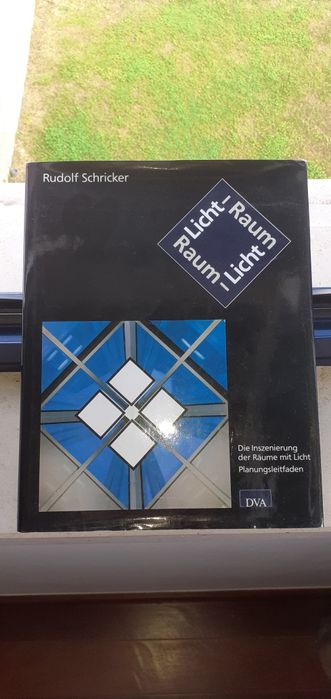 Rudolf Schricker
Licht-Raum
Raum-Licht
Die Inszenierung
der Räume mit Licht
Planungsleitfaden
DVA